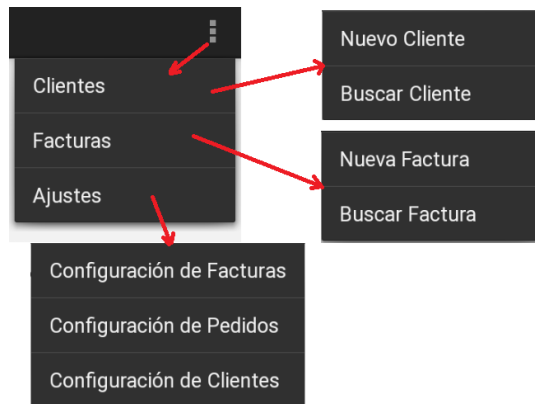 Clientes
Facturas
Ajustes
Nuevo Cliente
Buscar Cliente
Nueva Factura
Buscar Factura
Configuración de Facturas
Configuración de Pedidos
Configuración de Clientes